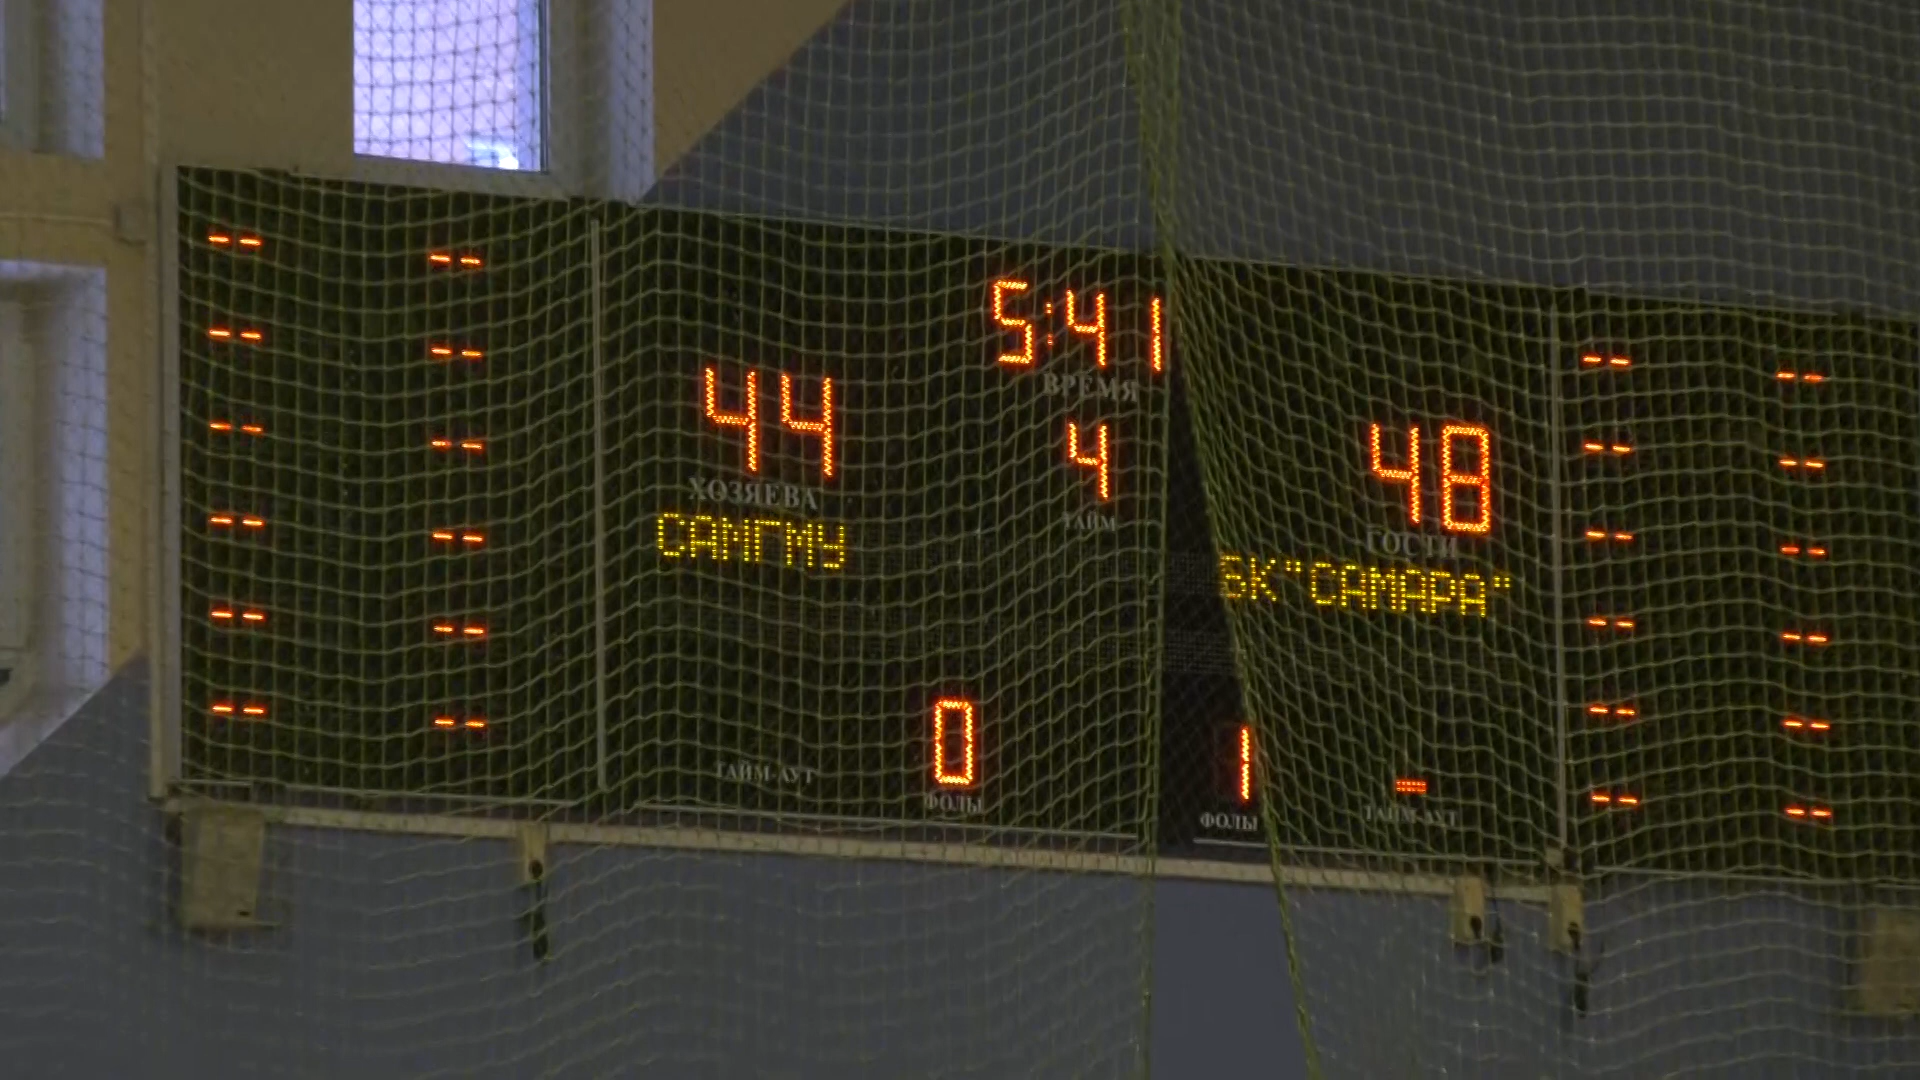 5:41
ВРЕМЯ
44
4
48
ХОЗЯЕВА
ТАЙМ
ГОСТИ
САМГМУ
БК"САМАРА"
0
1
ТАЙМ-АУТ
ФОЛЫ
ФОЛЫ
ТАЙМ-АУТ